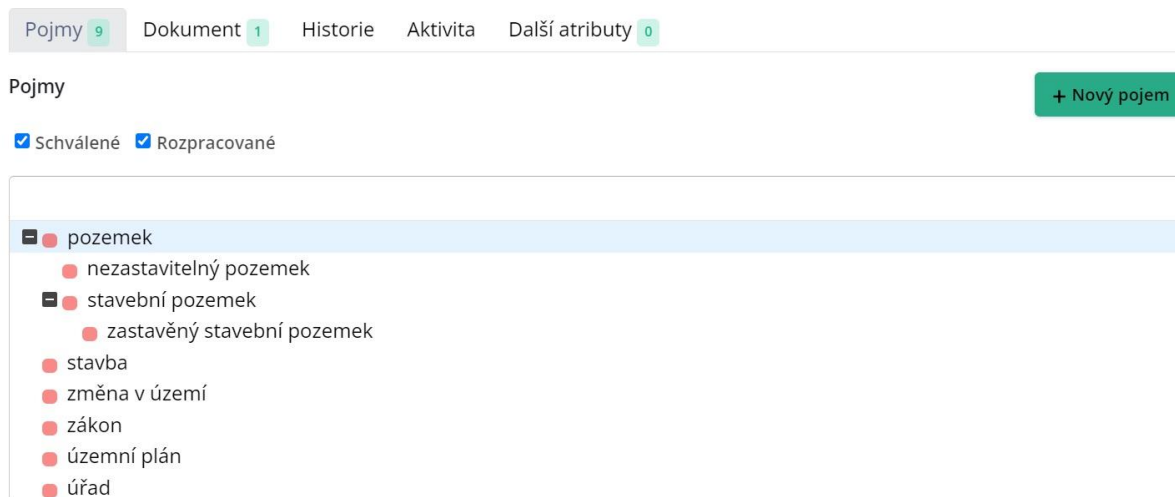 Pojmy 9 Dokument 1 Historie Aktivita Další atributy 0
Pojmy
+ Nový pojem
Schválené Rozpracované
pozemek
nezastavitelný pozemek
stavební pozemek
zastavěný stavební pozemek
stavba
změna v území
zákon
územní plán
úřad